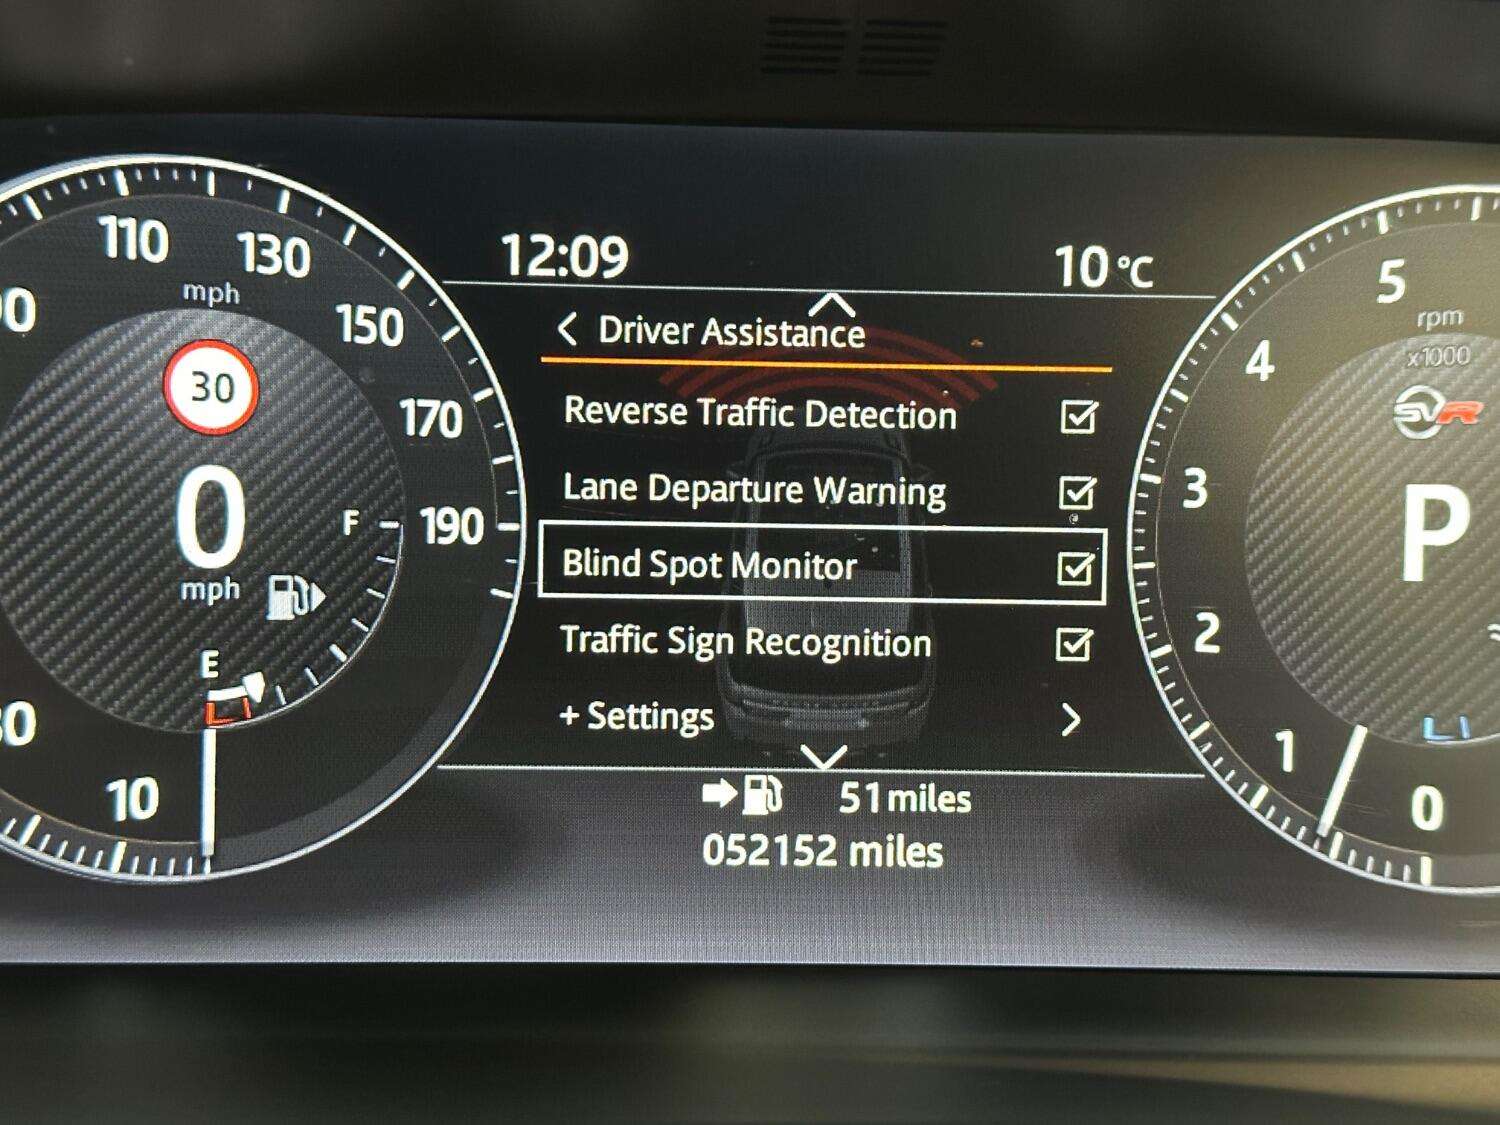 12:09
10°C
Driver Assistance
Reverse Traffic Detection
Lane Departure Warning
Blind Spot Monitor
Traffic Sign Recognition
+ Settings
51 miles
052152 miles
110
130
150
170
190
10
mph
30
0
mph
F
E
5
4
3
2
1
0
rpm
x1000
SVR
P